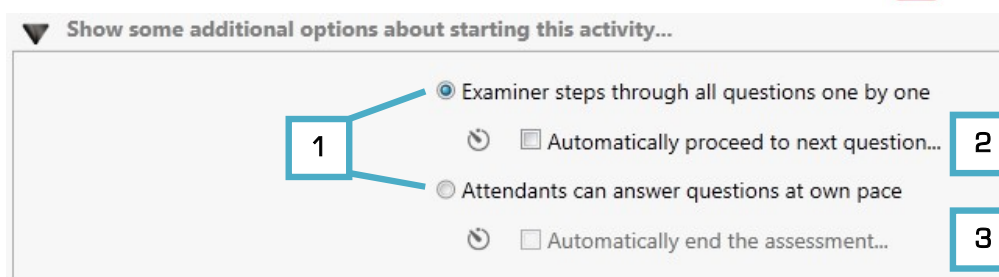 Show some additional options about starting this activity...
Examiner steps through all questions one by one
1
Automatically proceed to next question...
2
Attendants can answer questions at own pace
Automatically end the assessment...
3